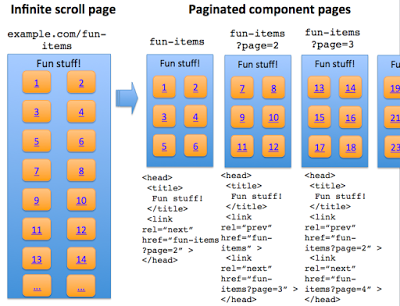 Infinite scroll page
example.com/fun-
items
Fun stuff!
1 2
3 4
5 6
7 8
9 10
11 12
13 14
... ...
Paginated component pages
fun-items
Fun stuff!
1 2
3 4
5 6
<head>
<title>
Fun stuff!
</title>
<link
rel="next"
href="fun-items
?page=2" >
</head>
fun-items
?page=2
Fun stuff!
7 8
9 10
11 12
<head>
<title>
Fun stuff!
</title>
<link
rel="prev"
href="fun-
items" >
<link
rel="next"
href="fun-
items?page=3" >
</head>
fun-items
?page=3
Fun stuff!
13 14
15 16
17 18
<head>
<title>
Fun stuff!
</title>
<link
rel="prev"
href="fun-
items?page=2" >
<link
rel="next"
href="fun-
items?page=4" >
</head>
19
21
23